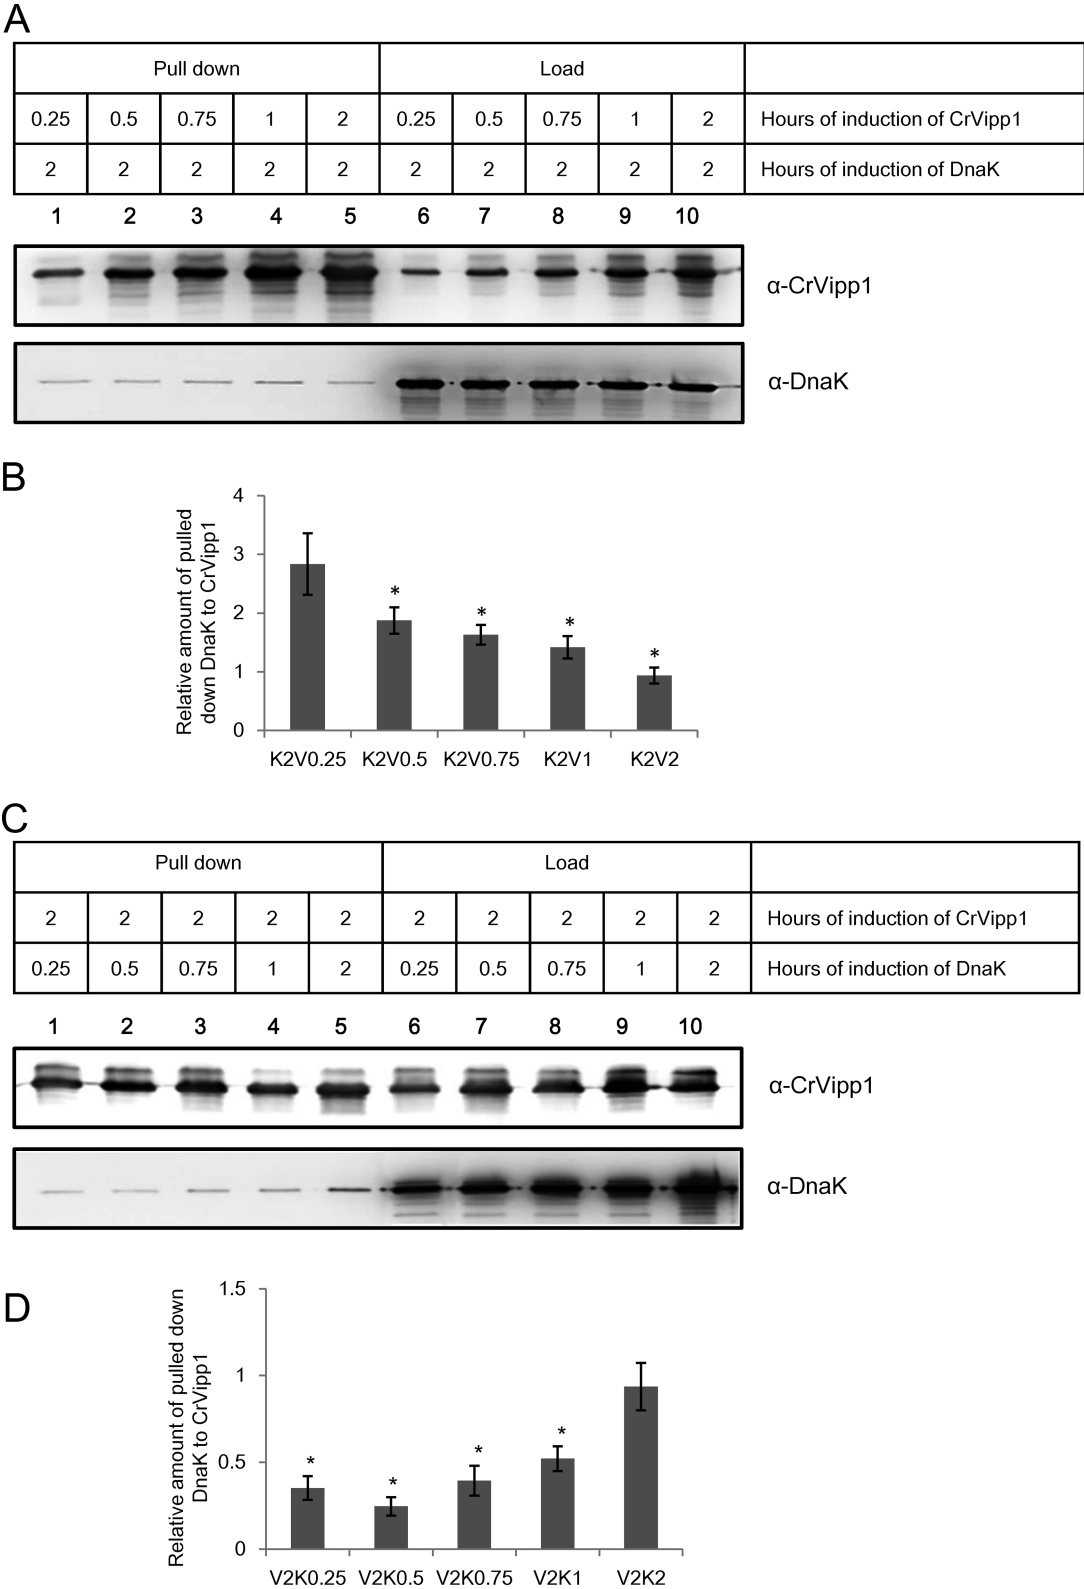 A
Pull down Load
0.25 0.5 0.75 1 2 0.25 0.5 0.75 1 2 Hours of induction of CrVipp1
2 2 2 2 2 2 2 2 2 2 Hours of induction of DnaK
1 2 3 4 5 6 7 8 9 10
α-CrVipp1
α-DnaK
B
Relative amount of pulled
down DnaK to CrVipp1
4
3
2
1
0
* * * *
K2V0.25 K2V0.5 K2V0.75 K2V1 K2V2
C
Pull down Load
2 2 2 2 2 2 2 2 2 2 Hours of induction of CrVipp1
0.25 0.5 0.75 1 2 0.25 0.5 0.75 1 2 Hours of induction of DnaK
1 2 3 4 5 6 7 8 9 10
α-CrVipp1
α-DnaK
D
Relative amount of pulled down
DnaK to CrVipp1
1.5
1
0.5
0
* * * *
V2K0.25 V2K0.5 V2K0.75 V2K1 V2K2